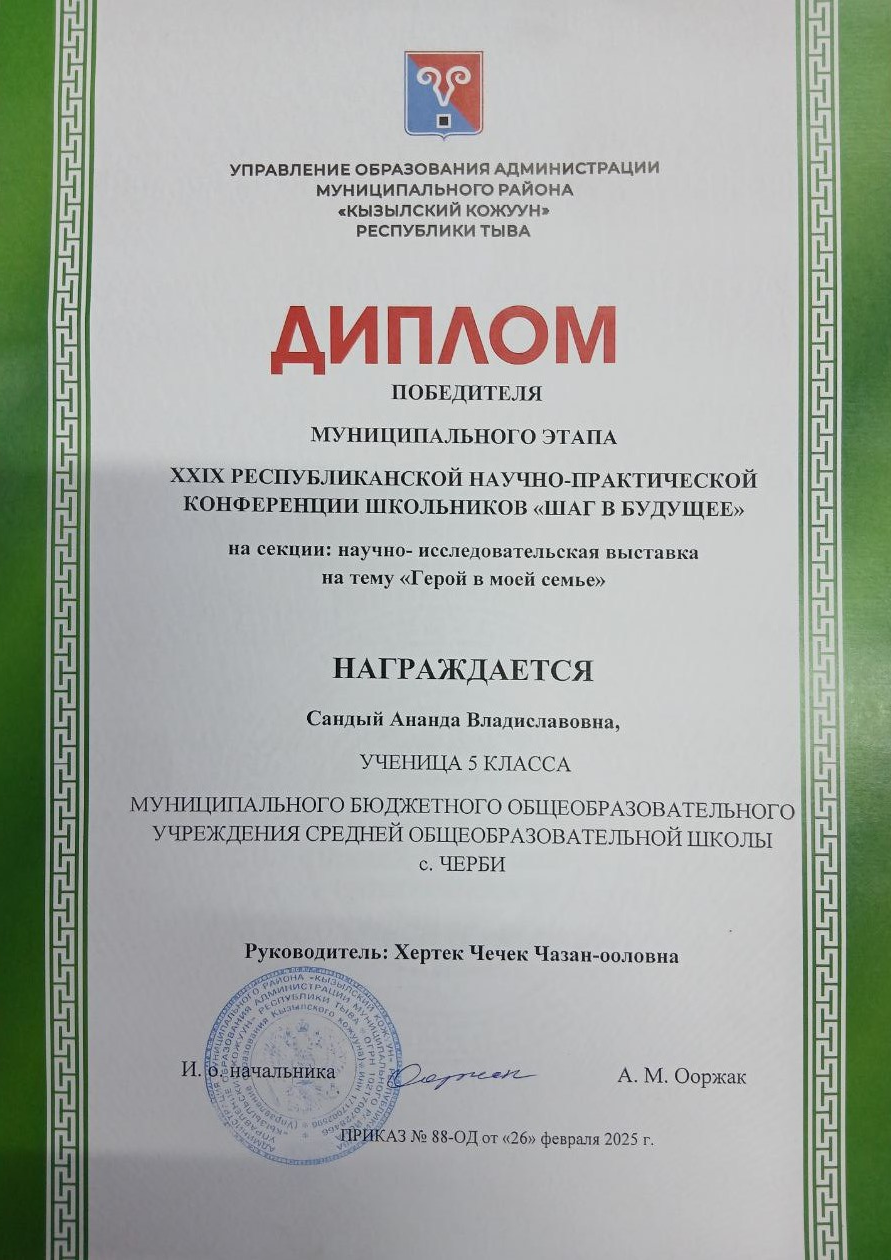 УПРАВЛЕНИЕ ОБРАЗОВАНИЯ АДМИНИСТРАЦИИ
МУНИЦИПАЛЬНОГО РАЙОНА
«КЫЗЫЛСКИЙ КОЖУУН»
РЕСПУБЛИКИ ТЫВА
ДИПЛОМ
ПОБЕДИТЕЛЯ
МУНИЦИПАЛЬНОГО ЭТАПА
XXIX РЕСПУБЛИКАНСКОЙ НАУЧНО-ПРАКТИЧЕСКОЙ
КОНФЕРЕНЦИИ ШКОЛЬНИКОВ «ШАГ В БУДУЩЕЕ»
на секции: научно- исследовательская выставка
на тему «Герой в моей семье»
НАГРАЖДАЕТСЯ
Сандый Ананда Владиславовна,
УЧЕНИЦА 5 КЛАССА
МУНИЦИПАЛЬНОГО БЮДЖЕТНОГО ОБЩЕОБРАЗОВАТЕЛЬНОГО
УЧРЕЖДЕНИЯ СРЕДНЕЙ ОБЩЕОБРАЗОВАТЕЛЬНОЙ ШКОЛЫ
с. ЧЕРБИ
Руководитель: Хертек Чечек Чазан-ооловна
И. о. начальника Ооржак А. М. Ооржак
ПРИКАЗ № 88-ОД от «26» февраля 2025 г.